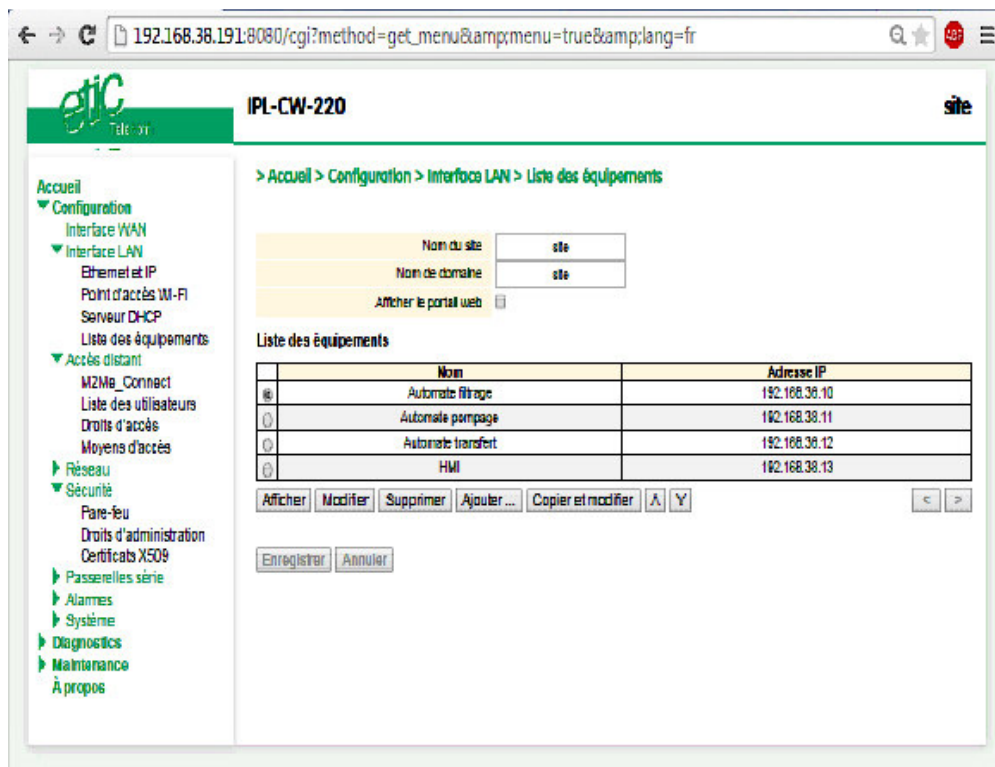 192.168.38.191:8080/cgi?method=get_menu&amp;menu=true&amp;lang=fr
ABP
etic
Telecom
IPL-CW-220
site
Accueil
Configuration
Interface WAN
Interface LAN
Ethernet et IP
Point d'accès Wi-Fi
Serveur DHCP
Liste des équipements
Accès distant
M2Me_Connect
Liste des utilisateurs
Droits d'accès
Moyens d'accès
Réseau
Sécurité
Pare-feu
Droits d'administration
Certificats X509
Passerelles série
Alarmes
Système
Diagnostics
Maintenance
À propos
> Accueil > Configuration > Interface LAN > Liste des équipements
Nom du site site
Nom de domaine site
Afficher le portail web
Liste des équipements
Nom Adresse IP
Automate filtrage 192.168.38.10
Automate pompage 192.168.38.11
Automate transfert 192.168.38.12
HMI 192.168.38.13
Afficher Modifier Supprimer Ajouter ... Copier et modifier Λ Y < >
Enregistrer Annuler